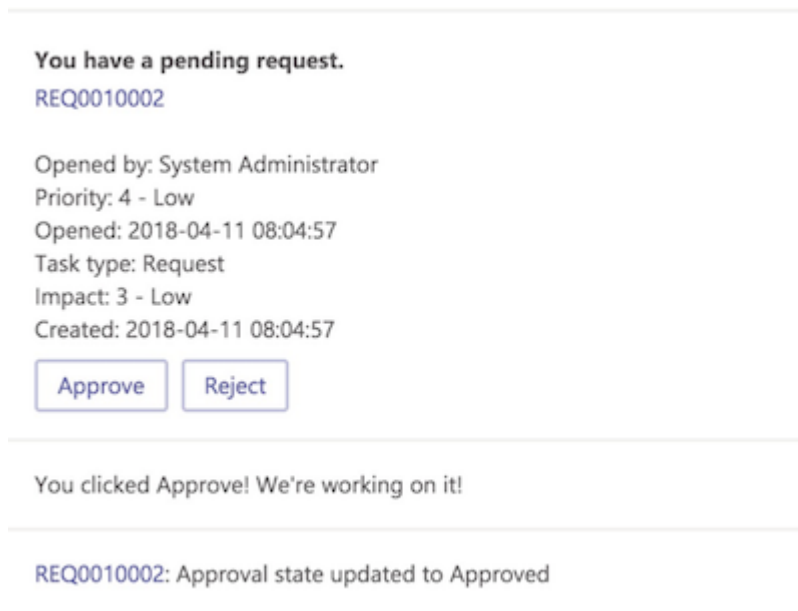 You have a pending request.
REQ0010002
Opened by: System Administrator
Priority: 4 - Low
Opened: 2018-04-11 08:04:57
Task type: Request
Impact: 3 - Low
Created: 2018-04-11 08:04:57
Approve Reject
You clicked Approve! We're working on it!
REQ0010002: Approval state updated to Approved